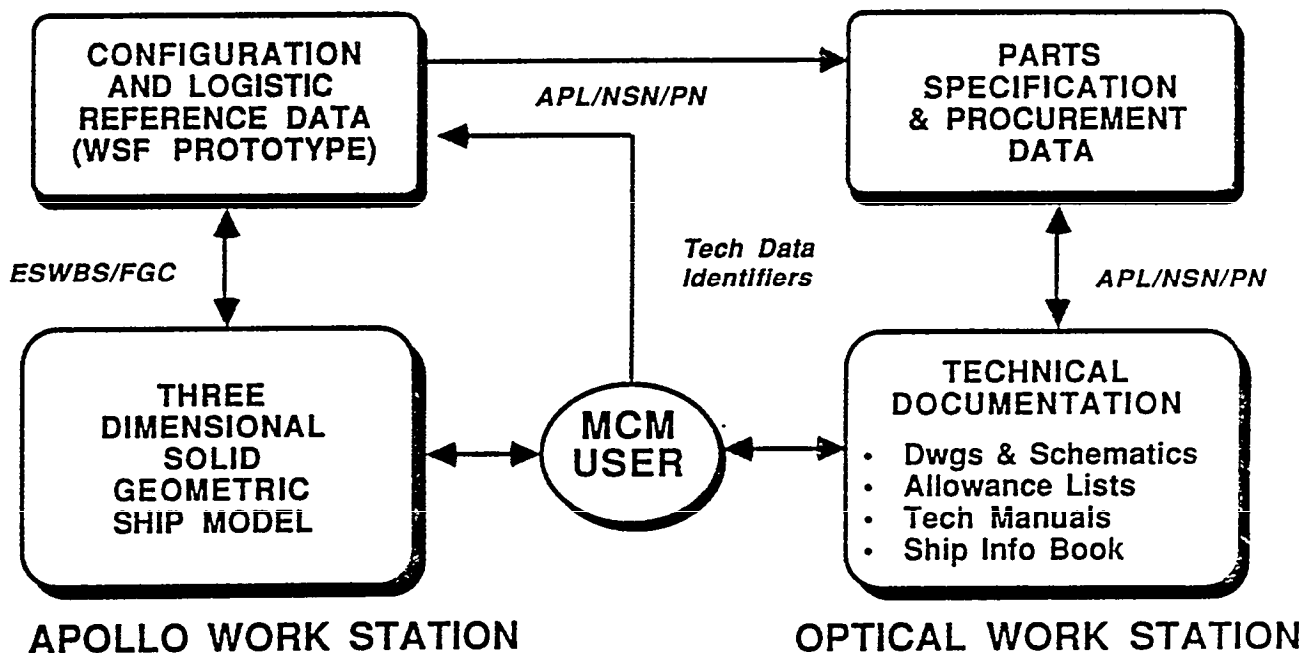 CONFIGURATION
AND LOGISTIC
REFERENCE DATA
(WSF PROTOTYPE)
APL/NSN/PN
PARTS
SPECIFICATION
& PROCUREMENT
DATA
ESWBS/FGC
Tech Data
Identifiers
APL/NSN/PN
THREE
DIMENSIONAL
SOLID
GEOMETRIC
SHIP MODEL
MCM
USER
TECHNICAL
DOCUMENTATION
• Dwgs & Schematics
• Allowance Lists
• Tech Manuals
• Ship Info Book
APOLLO WORK STATION
OPTICAL WORK STATION